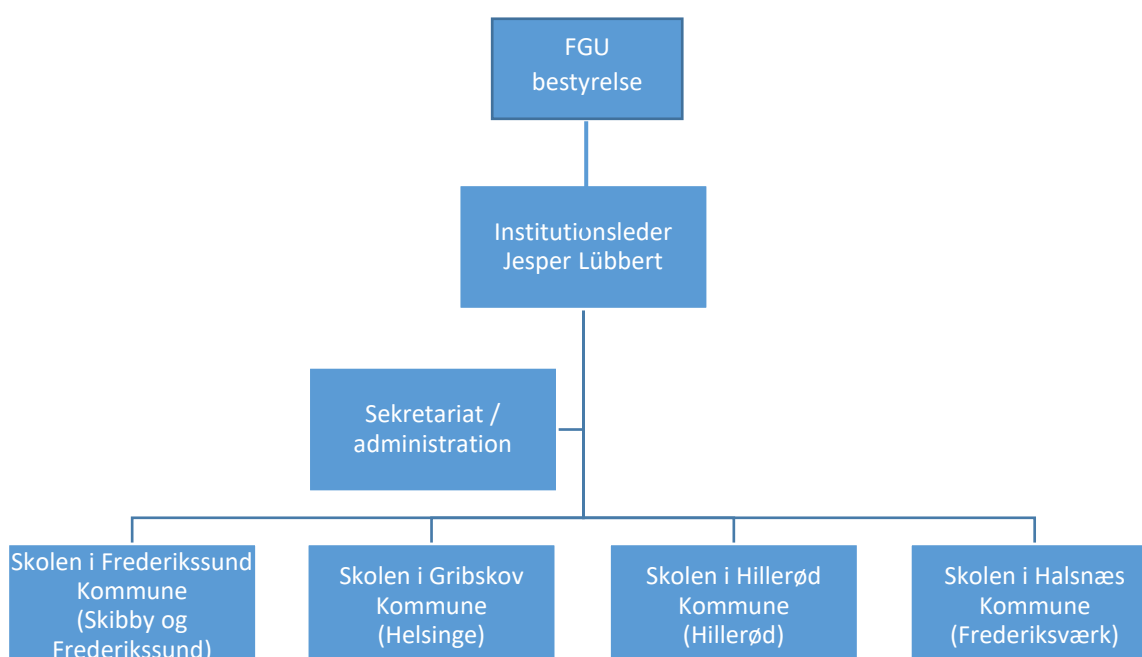 FGU
bestyrelse
Institutionsleder
Jesper Lübbert
Sekretariat /
administration
Skolen i Frederikssund
Kommune
(Skibby og
Frederikssund)
Skolen i Gribskov
Kommune
(Helsinge)
Skolen i Hillerød
Kommune
(Hillerød)
Skolen i Halsnæs
Kommune
(Frederiksværk)